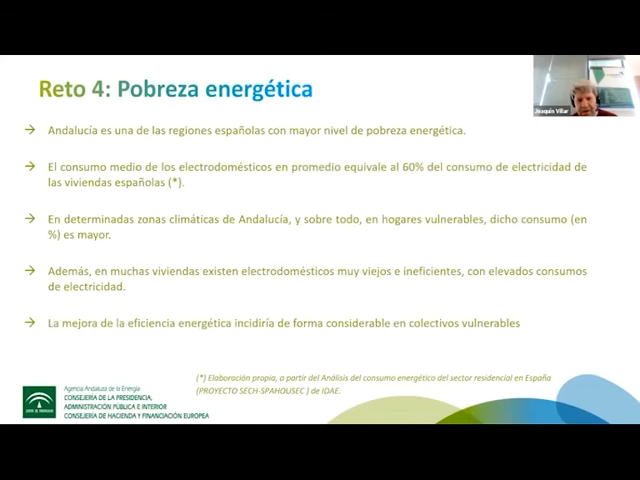 Reto 4: Pobreza energética
Joaquín Villar
→ Andalucía es una de las regiones españolas con mayor nivel de pobreza energética.
→ El consumo medio de los electrodomésticos en promedio equivale al 60% del consumo de electricidad de
las viviendas españolas (*).
→ En determinadas zonas climáticas de Andalucía, y sobre todo, en hogares vulnerables, dicho consumo (en
%) es mayor.
→ Además, en muchas viviendas existen electrodomésticos muy viejos e ineficientes, con elevados consumos
de electricidad.
→ La mejora de la eficiencia energética incidiría de forma considerable en colectivos vulnerables
(*) Elaboración propia, a partir del Análisis del consumo energético del sector residencial en España
(PROYECTO SECH-SPAHOUSEC ) de IDAE.
Agencia Andaluza de la Energía
CONSEJERÍA DE LA PRESIDENCIA,
ADMINISTRACIÓN PUBLICA E INTERIOR
CONSEJERÍA DE HACIENDA Y FINANCIACIÓN EUROPEA